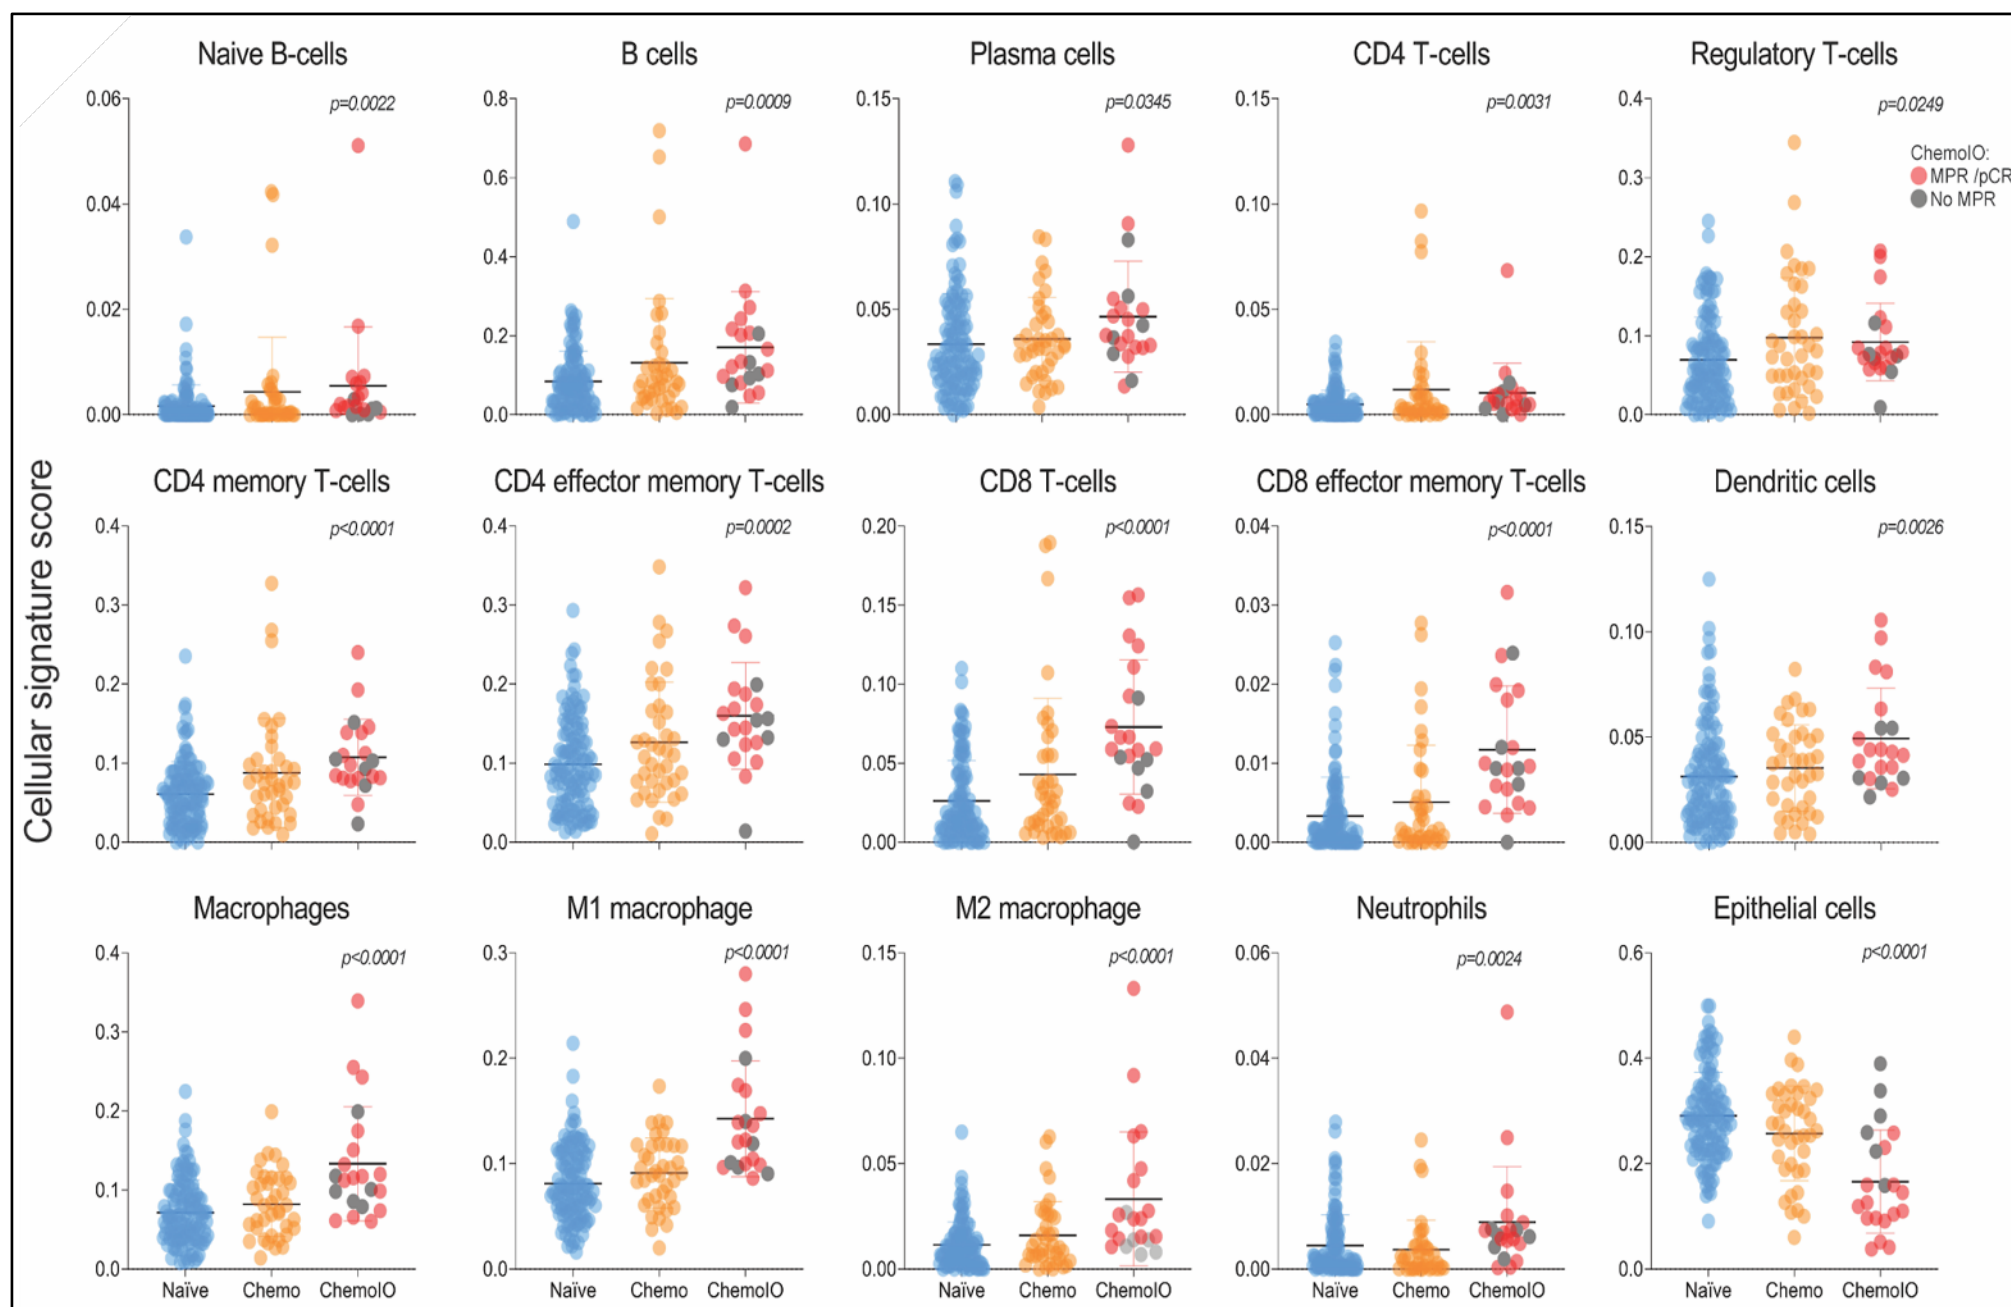 Cellular signature score
Naive B-cells
B cells
Plasma cells
CD4 T-cells
Regulatory T-cells
0.06
0.04
0.02
0.00
p=0.0022
0.8
0.6
0.4
0.2
0.0
p=0.0009
0.15
0.10
0.05
0.00
p=0.0345
0.15
0.10
0.05
0.00
p=0.0031
0.4
0.3
0.2
0.1
0.0
p=0.0249
ChemoIO:
MPR /pCR
No MPR
CD4 memory T-cells
CD4 effector memory T-cells
CD8 T-cells
CD8 effector memory T-cells
Dendritic cells
0.4
0.3
0.2
0.1
0.0
p<0.0001
0.4
0.3
0.2
0.1
0.0
p=0.0002
0.20
0.15
0.10
0.05
0.00
p<0.0001
0.04
0.03
0.02
0.01
0.00
p<0.0001
0.15
0.10
0.05
0.00
p=0.0026
Macrophages
M1 macrophage
M2 macrophage
Neutrophils
Epithelial cells
0.4
0.3
0.2
0.1
0.0
p<0.0001
Naïve Chemo ChemoIO
0.3
0.2
0.1
0.0
p<0.0001
Naïve Chemo ChemoIO
0.15
0.10
0.05
0.00
p<0.0001
Naïve Chemo ChemoIO
0.06
0.04
0.02
0.00
p=0.0024
Naïve Chemo ChemoIO
0.6
0.4
0.2
0.0
p<0.0001
Naïve Chemo ChemoIO